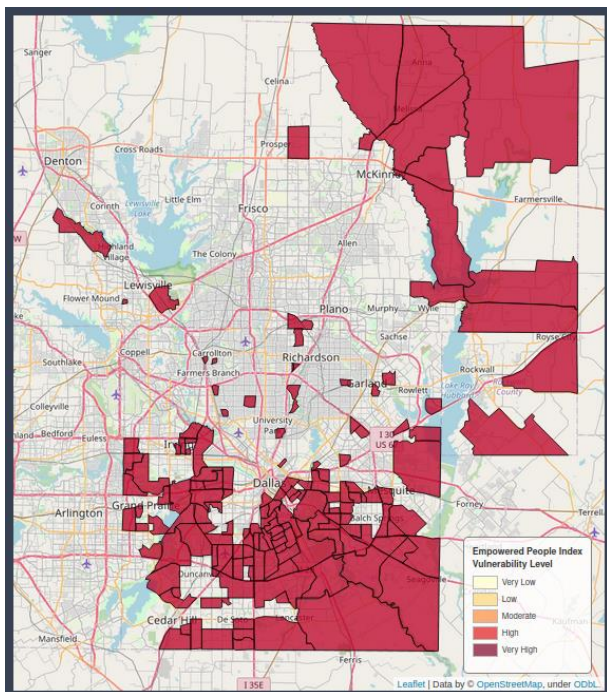 Sanger
Celina
Anna
Melissa
Denton
Cross Roads
Prosper
McKinney
Little Elm
Lewisville
Lake
Corinth
Frisco
Farmersville
Highland
Village
The Colony
Allen
Lewisville
Flower Mound
Plano
Murphy
Wylie
Sachse
Royse City
Coppell
Carrollton
Richardson
Southlake
Farmers Branch
Rockwall
Garland
Rowlett
Lake Ray
Hubbard
County
Colleyville
University
Park
Bedford
Euless
Irving
I 30
US 6
Dallas
Mesquite
Forney
Terrell
Arlington
Grand Prairie
Balch Springs
Duncanville
Seagoville
Cedar Hill
De Soto
Lancaster
Mansfield
Ferris
I 35E
Kaufman
Empowered People Index
Vulnerability Level
Very Low
Low
Moderate
High
Very High
Leaflet | Data by © OpenStreetMap, under ODbL.